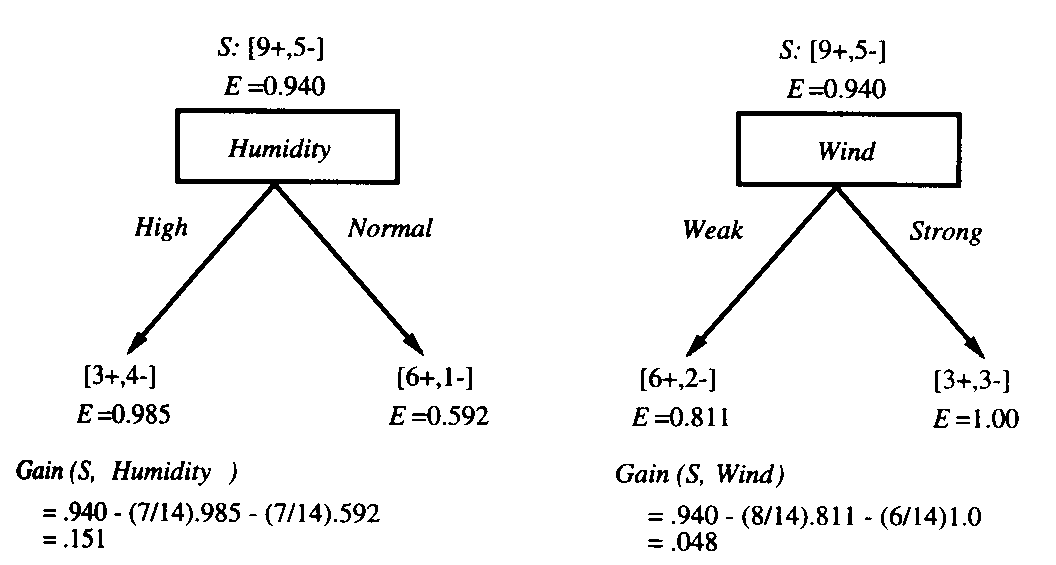 S: [9+,5-]
E =0.940
Humidity
High
Normal
[3+,4-]
E =0.985
[6+,1-]
E =0.592
Gain (S, Humidity )
= .940 - (7/14).985 - (7/14).592
= .151
S: [9+,5-]
E =0.940
Wind
Weak
Strong
[6+,2-]
E =0.811
[3+,3-]
E =1.00
Gain (S, Wind)
= .940 - (8/14).811 - (6/14)1.0
= .048